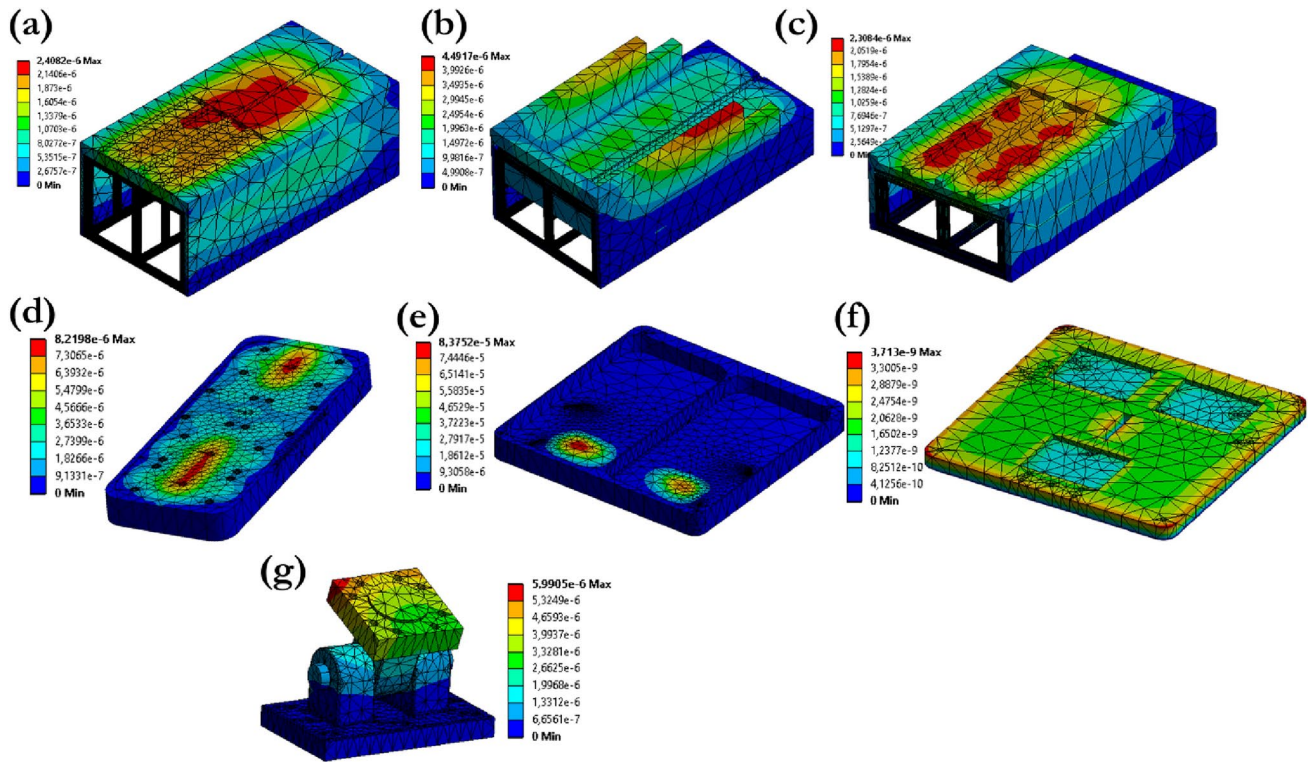 (a)
2,4082e-6 Max
2,1406e-6
1,873e-6
1,6054e-6
1,3379e-6
1,0703e-6
8,0272e-7
5,3515e-7
2,6757e-7
0 Min
(b)
4,4917e-6 Max
3,9926e-6
3,4935e-6
2,9945e-6
2,4954e-6
1,9963e-6
1,4972e-6
9,9816e-7
4,9908e-7
0 Min
(c)
2,3084e-6 Max
2,0519e-6
1,7954e-6
1,5389e-6
1,2824e-6
1,0259e-6
7,6946e-7
5,1297e-7
2,5649e-7
0 Min
(d)
8,2198e-6 Max
7,3065e-6
6,3932e-6
5,4799e-6
4,5666e-6
3,6533e-6
2,7399e-6
1,8266e-6
9,1331e-7
0 Min
(e)
8,3752e-5 Max
7,4446e-5
6,5141e-5
5,5835e-5
4,6529e-5
3,7223e-5
2,7917e-5
1,8612e-5
9,3058e-6
0 Min
(f)
3,713e-9 Max
3,3005e-9
2,8879e-9
2,4754e-9
2,0628e-9
1,6502e-9
1,2377e-9
8,2512e-10
4,1256e-10
0 Min
(g)
5,9905e-6 Max
5,3249e-6
4,6593e-6
3,9937e-6
3,3281e-6
2,6625e-6
1,9968e-6
1,3312e-6
6,6561e-7
0 Min